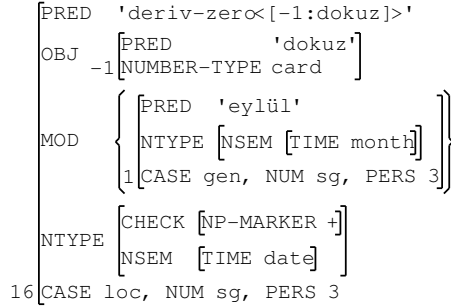 PRED 'deriv-zero<[-1:dokuz]>'
PRED 'dokuz'
OBJ
-1 NUMBER-TYPE card
PRED 'eylül'
MOD NTYPE [NSEM [TIME month]]
1 CASE gen, NUM sg, PERS 3
CHECK [NP-MARKER +]
NTYPE
NSEM [TIME date]
16 CASE loc, NUM sg, PERS 3